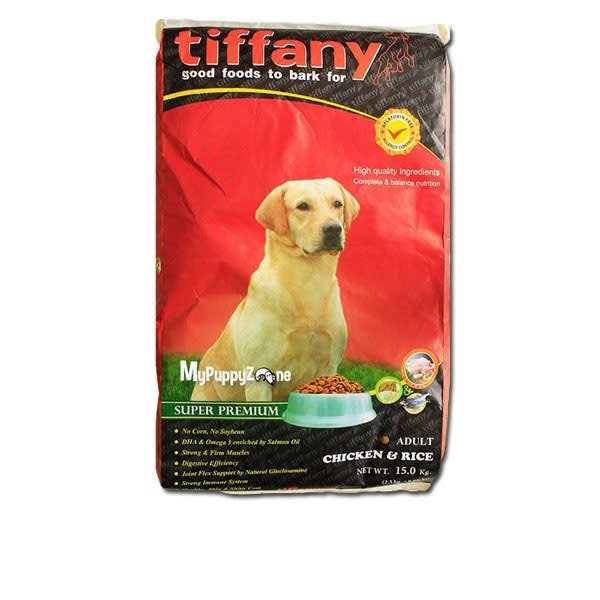 tiffany
good foods to bark for
High quality ingredients
Complete & balance nutrition
MyPuppyZone
SUPER PREMIUM
• No Corn, No Soybean
• DHA & Omega 3 enriched by Salmon Oil
• Strong & Firm Muscles
• Digestive Efficiency
• Joint Flex Support by Natural Glucosamine
• Strong Immune System
ADULT
CHICKEN & RICE
NET WT. 15.0 Kg.